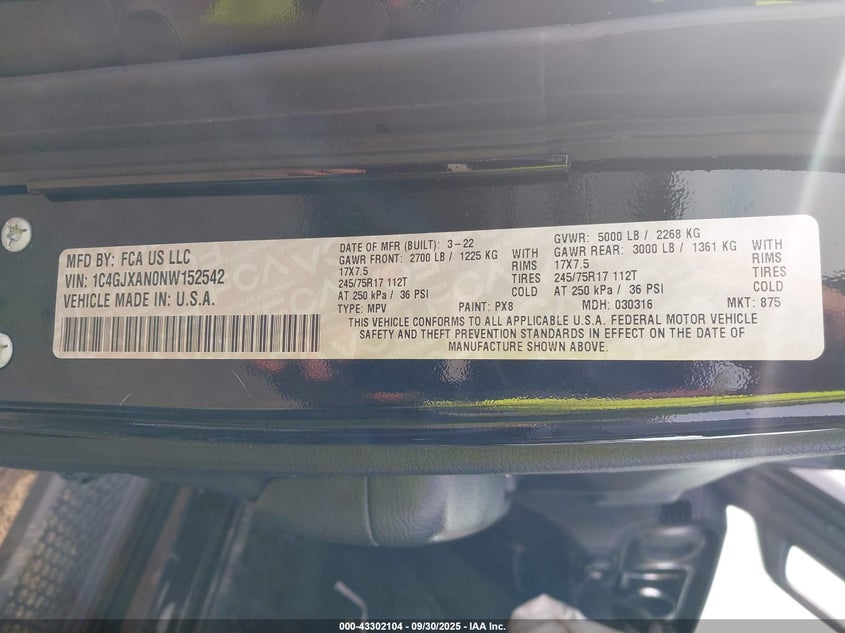 MFD BY: FCA US LLC
VIN: 1C4GJXAN0NW152542
VEHICLE MADE IN: U.S.A.
DATE OF MFR (BUILT): 3-22
GVWR: 5000 LB / 2268 KG
GAWR FRONT: 2700 LB / 1225 KG WITH
17X7.5 RIMS
245/75R17 112T TIRES
AT 250 kPa / 36 PSI COLD
GAWR REAR: 3000 LB / 1361 KG WITH
17X7.5 RIMS
245/75R17 112T TIRES
AT 250 kPa / 36 PSI COLD
TYPE: MPV PAINT: PX8 MDH: 030316 MKT: 875
THIS VEHICLE CONFORMS TO ALL APPLICABLE U.S.A. FEDERAL MOTOR VEHICLE
SAFETY AND THEFT PREVENTION STANDARDS IN EFFECT ON THE DATE OF
MANUFACTURE SHOWN ABOVE.
000-43302104 - 09/30/2025 - IAA Inc.